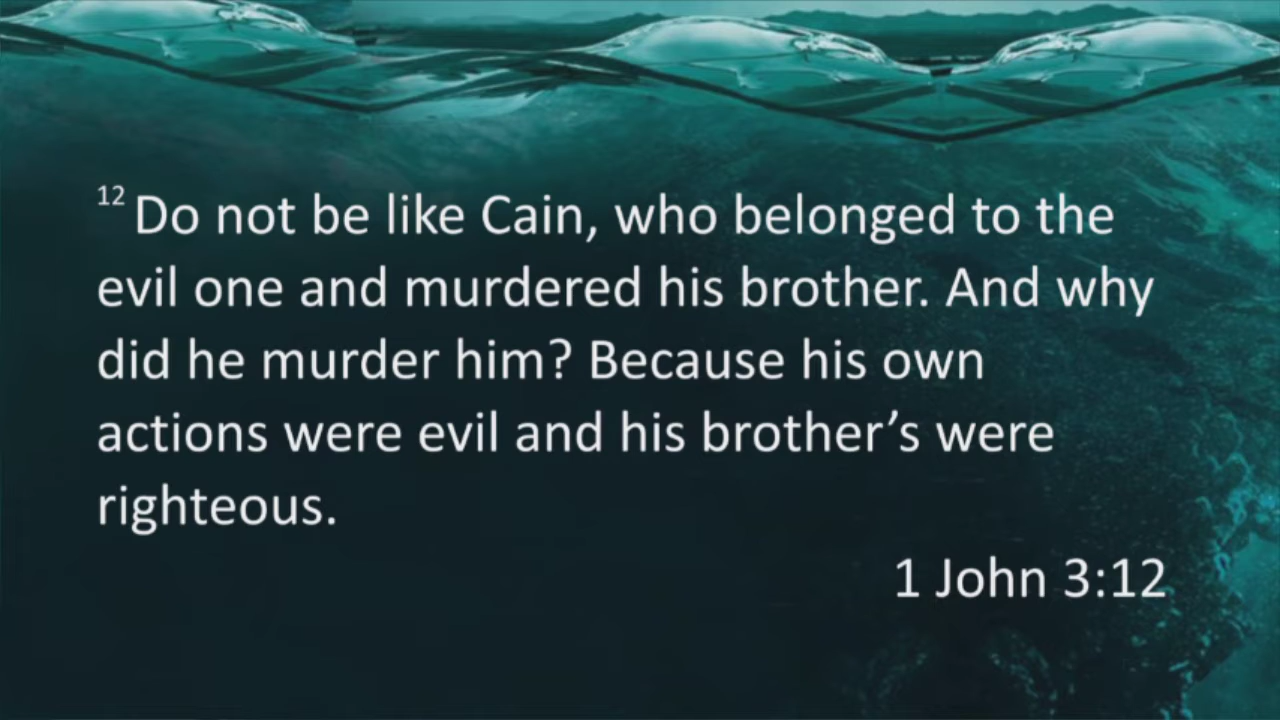 12 Do not be like Cain, who belonged to the
evil one and murdered his brother. And why
did he murder him? Because his own
actions were evil and his brother’s were
righteous.
1 John 3:12